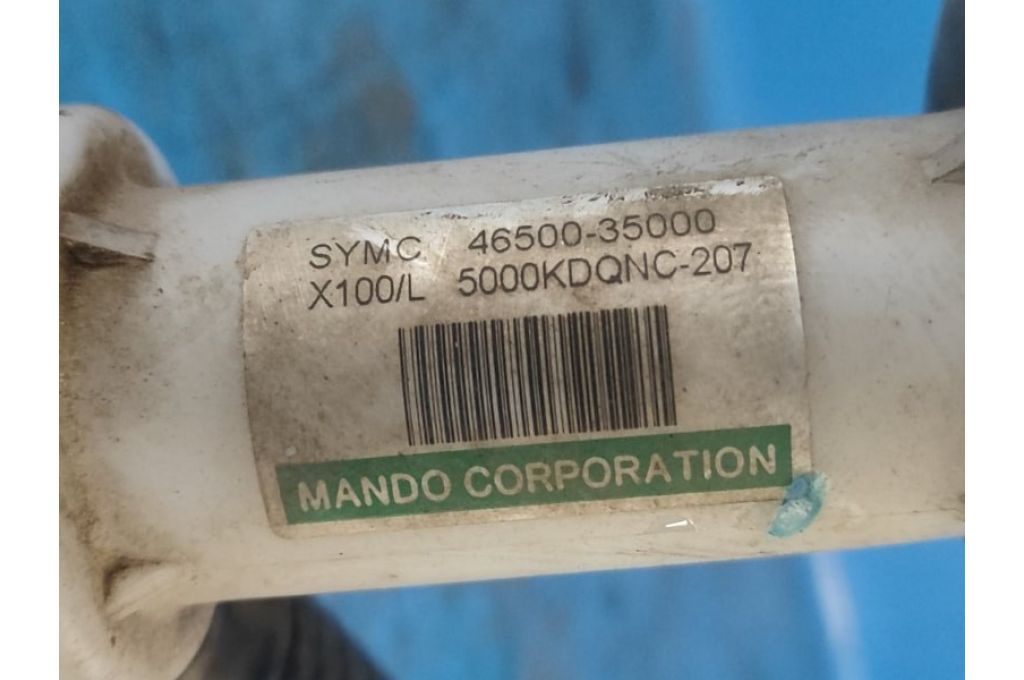 SYMC 46500-35000
X100/L 5000KDQNC-207
MANDO CORPORATION